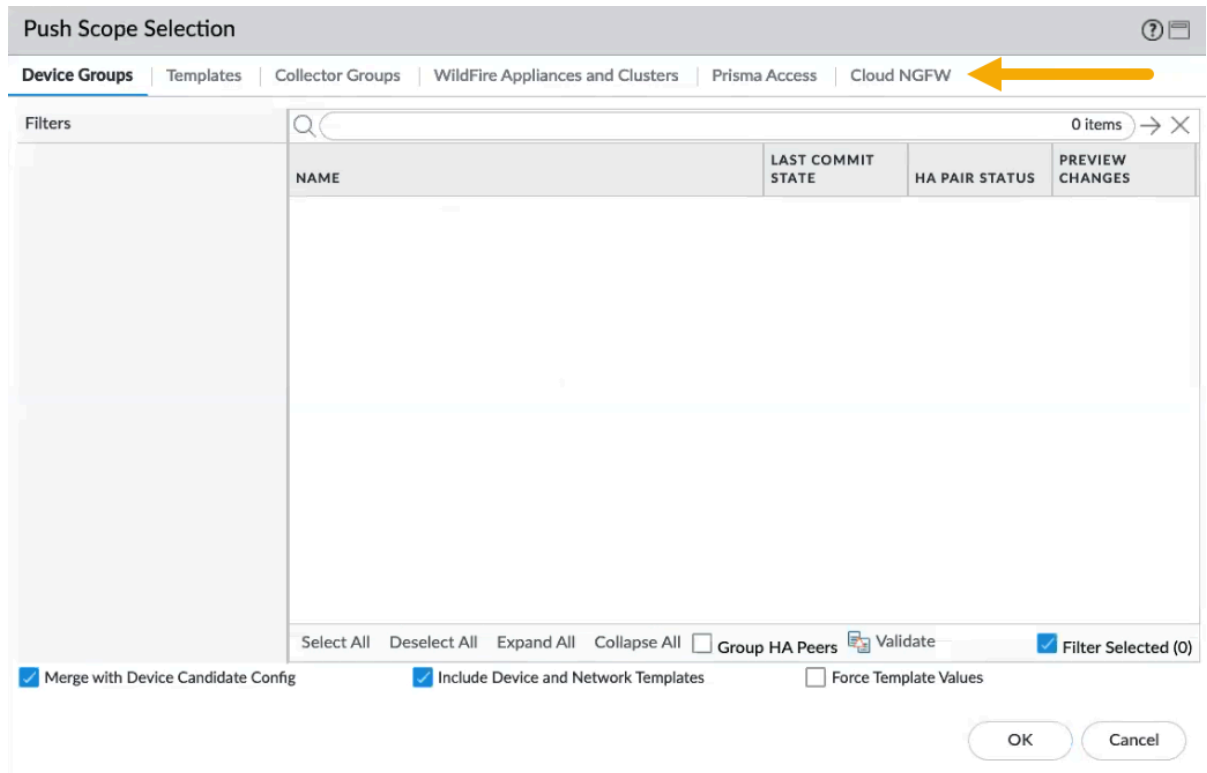 Push Scope Selection
Device Groups Templates Collector Groups WildFire Appliances and Clusters Prisma Access Cloud NGFW
Filters
0 items
NAME
LAST COMMIT STATE
HA PAIR STATUS
PREVIEW CHANGES
Select All Deselect All Expand All Collapse All Group HA Peers Validate Filter Selected (0)
Merge with Device Candidate Config Include Device and Network Templates Force Template Values
OK Cancel